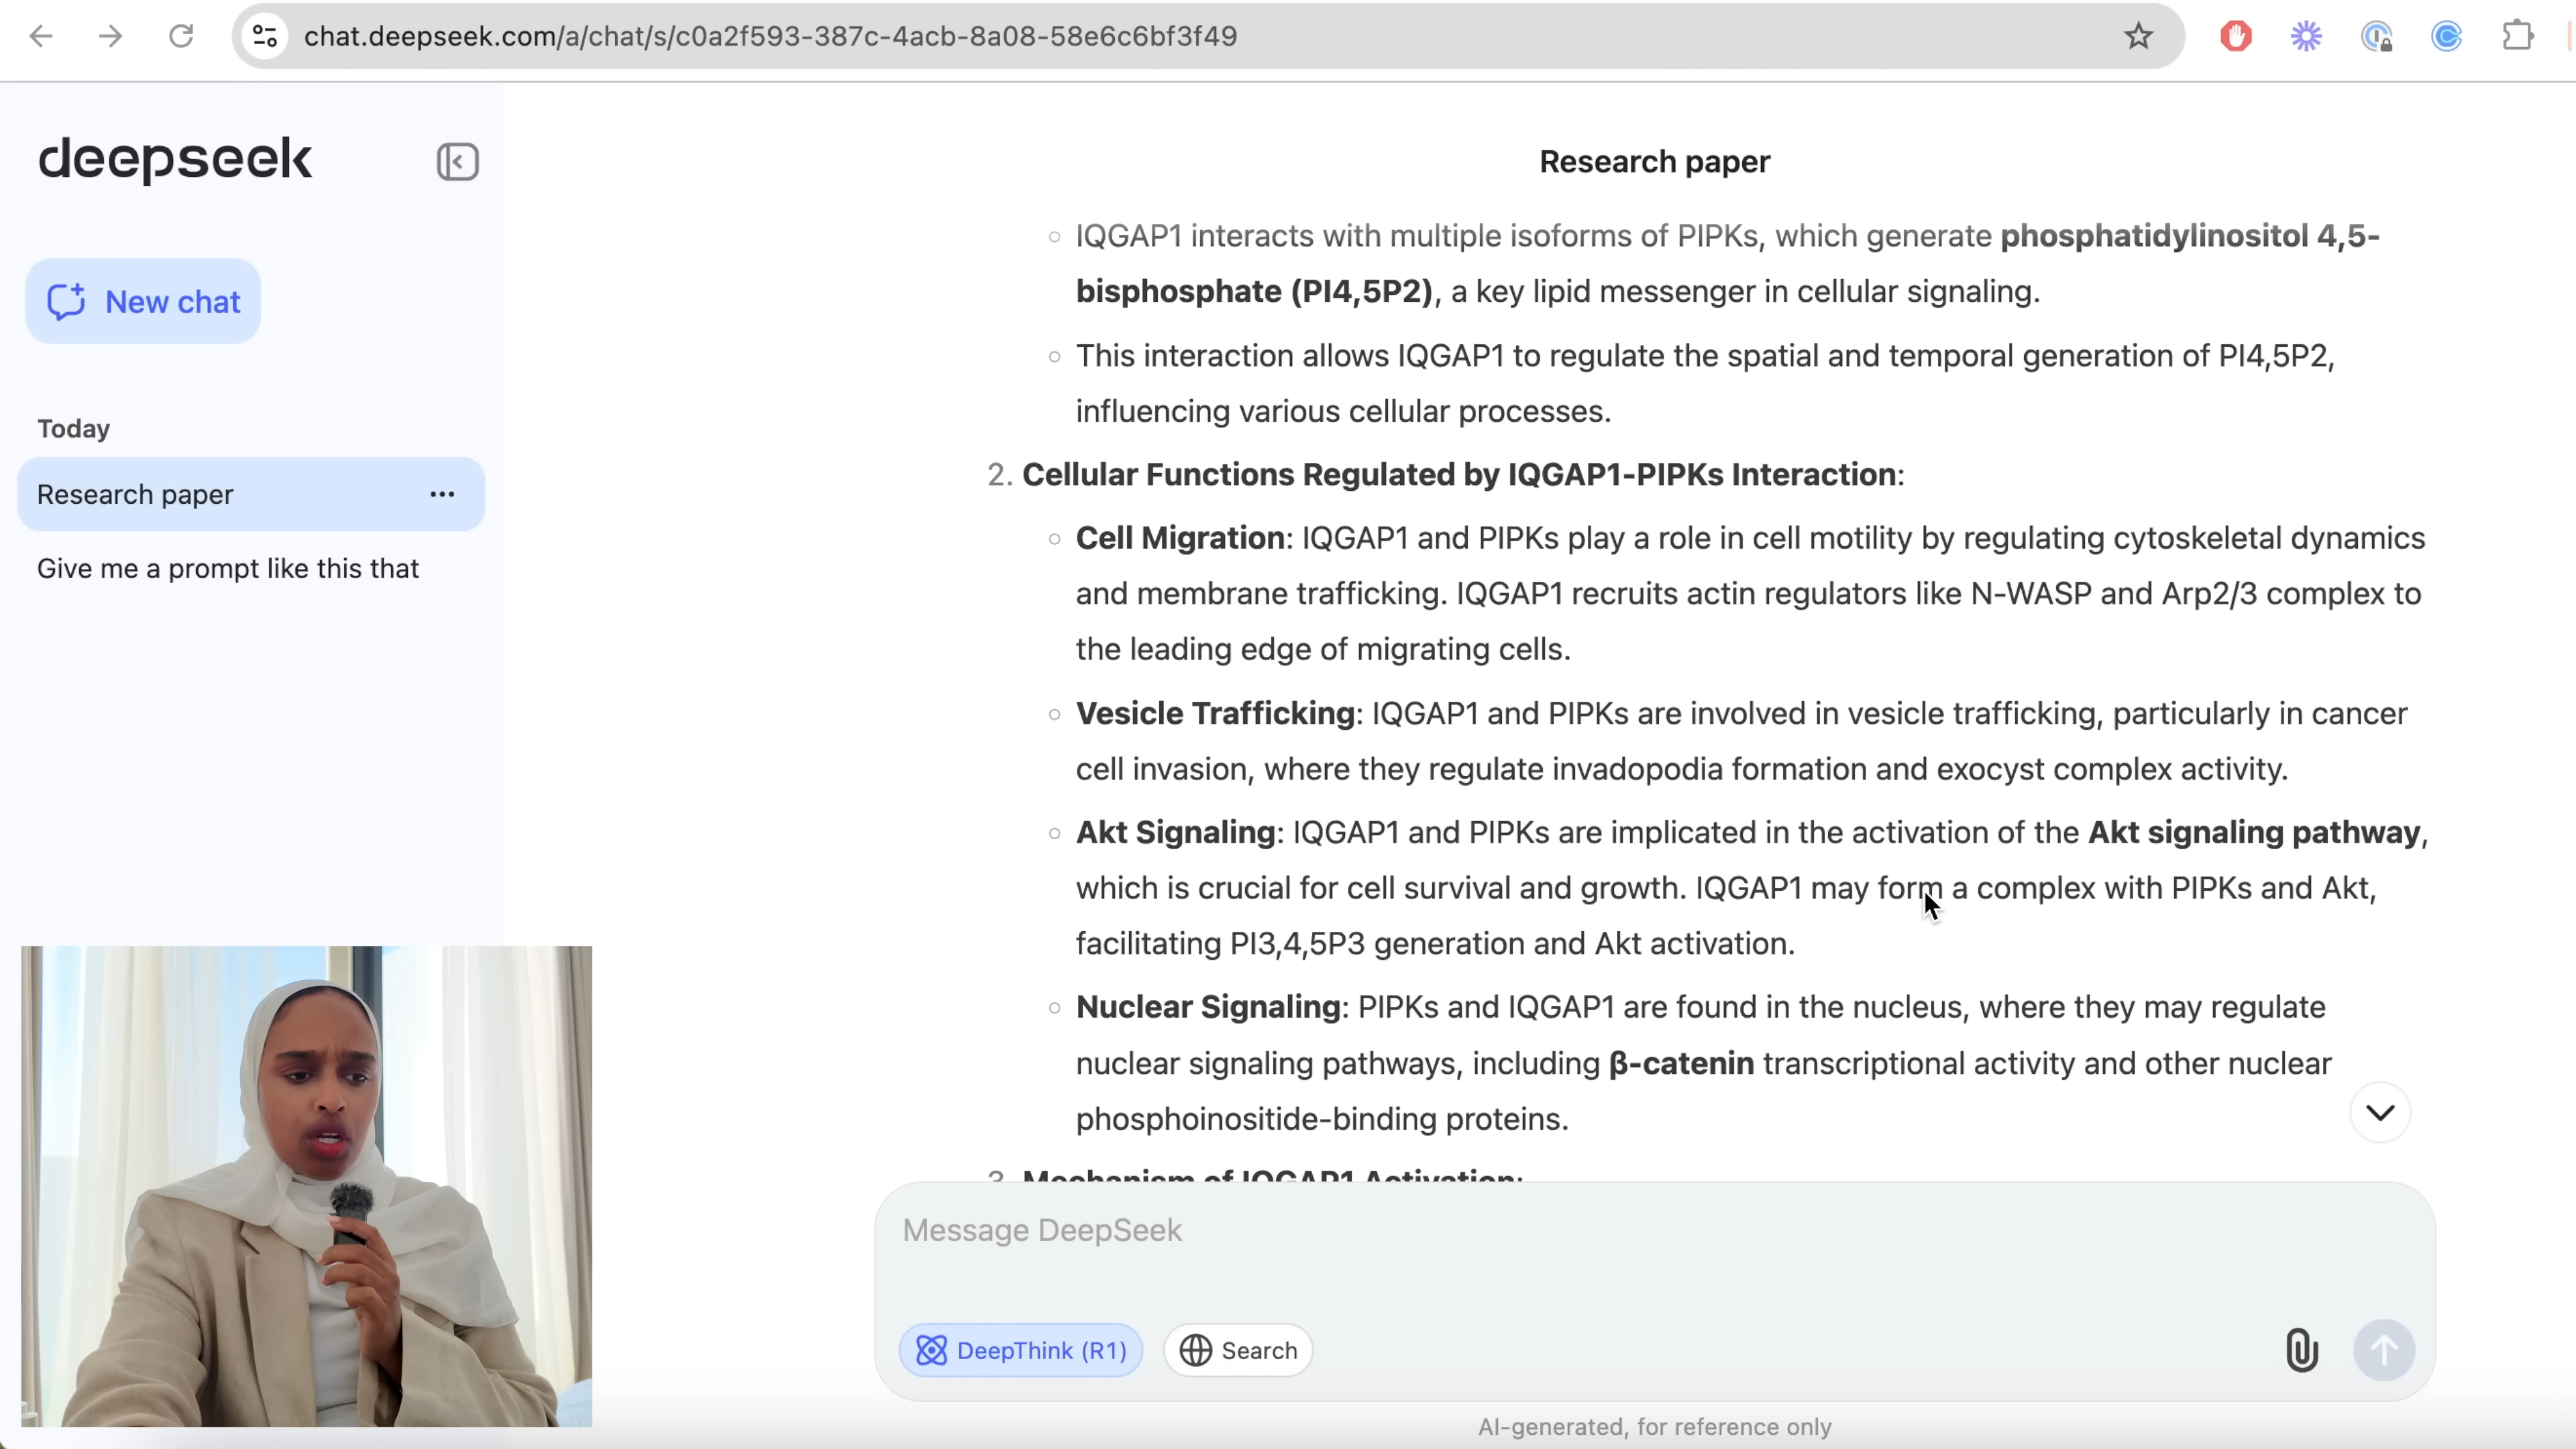 chat.deepseek.com/a/chat/s/c0a2f593-387c-4acb-8a08-58e6c6bf3f49
deepseek
New chat
Today
Research paper
Give me a prompt like this that
Research paper
IQGAP1 interacts with multiple isoforms of PIPKs, which generate phosphatidylinositol 4,5-
bisphosphate (PI4,5P2), a key lipid messenger in cellular signaling.
This interaction allows IQGAP1 to regulate the spatial and temporal generation of PI4,5P2,
influencing various cellular processes.
2. Cellular Functions Regulated by IQGAP1-PIPKs Interaction:
Cell Migration: IQGAP1 and PIPKs play a role in cell motility by regulating cytoskeletal dynamics
and membrane trafficking. IQGAP1 recruits actin regulators like N-WASP and Arp2/3 complex to
the leading edge of migrating cells.
Vesicle Trafficking: IQGAP1 and PIPKs are involved in vesicle trafficking, particularly in cancer
cell invasion, where they regulate invadopodia formation and exocyst complex activity.
Akt Signaling: IQGAP1 and PIPKs are implicated in the activation of the Akt signaling pathway,
which is crucial for cell survival and growth. IQGAP1 may form a complex with PIPKs and Akt,
facilitating PI3,4,5P3 generation and Akt activation.
Nuclear Signaling: PIPKs and IQGAP1 are found in the nucleus, where they may regulate
nuclear signaling pathways, including β-catenin transcriptional activity and other nuclear
phosphoinositide-binding proteins.
3. Mechanism of IQGAP1 Activation:
Message DeepSeek
DeepThink (R1)
Search
AI-generated, for reference only